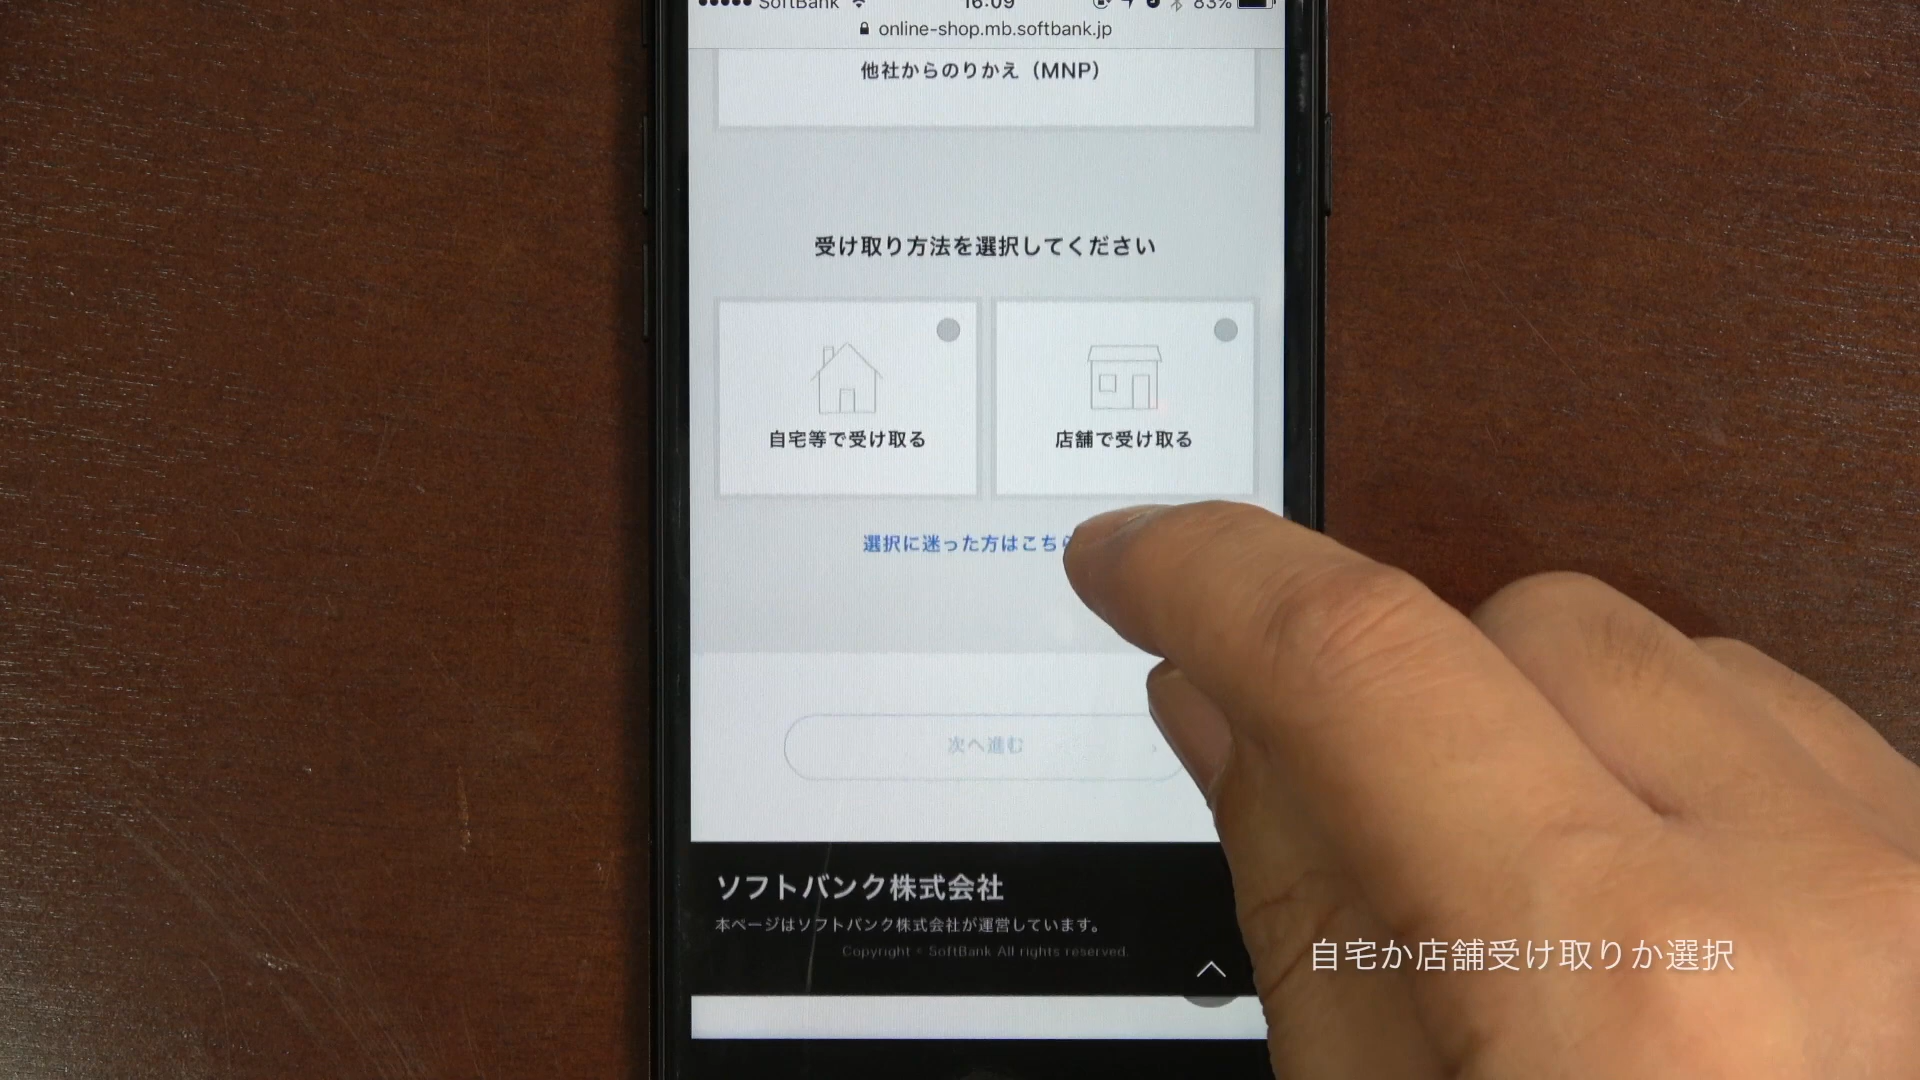 SoftBank 16:09 83%
online-shop.mb.softbank.jp
他社からのりかえ（MNP）
受け取り方法を選択してください
自宅等で受け取る
店舗で受け取る
選択に迷った方はこちら
次へ進む
ソフトバンク株式会社
本ページはソフトバンク株式会社が運営しています。
Copyright © SoftBank All rights reserved.
自宅か店舗受け取りか選択